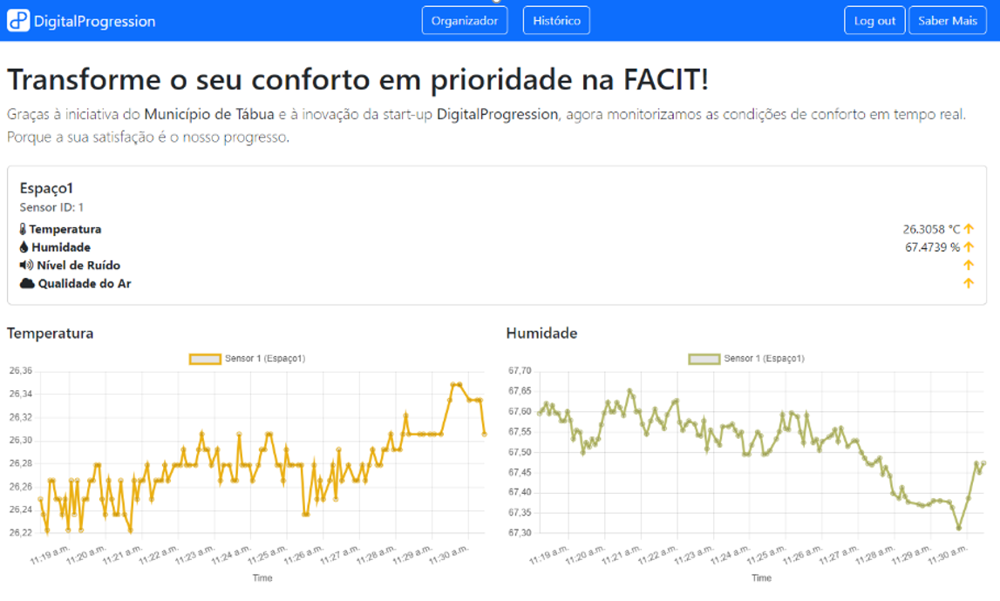 DigitalProgression
Organizador
Histórico
Log out
Saber Mais
Transforme o seu conforto em prioridade na FACIT!
Graças à iniciativa do Município de Tábua e à inovação da start-up DigitalProgression, agora monitorizamos as condições de conforto em tempo real.
Porque a sua satisfação é o nosso progresso.
Espaço1
Sensor ID: 1
Temperatura 26.3058 °C
Humidade 67.4739 %
Nível de Ruído
Qualidade do Ar
Temperatura
Sensor 1 (Espaço1)
26,36
26,34
26,32
26,30
26,28
26,26
26,24
26,22
11:19 a.m. 11:20 a.m. 11:21 a.m. 11:22 a.m. 11:23 a.m. 11:24 a.m. 11:25 a.m. 11:26 a.m. 11:27 a.m. 11:28 a.m. 11:29 a.m. 11:30 a.m.
Time
Humidade
Sensor 1 (Espaço1)
67,70
67,65
67,60
67,55
67,50
67,45
67,40
67,35
67,30
11:19 a.m. 11:20 a.m. 11:21 a.m. 11:22 a.m. 11:23 a.m. 11:24 a.m. 11:25 a.m. 11:26 a.m. 11:27 a.m. 11:28 a.m. 11:29 a.m. 11:30 a.m.
Time